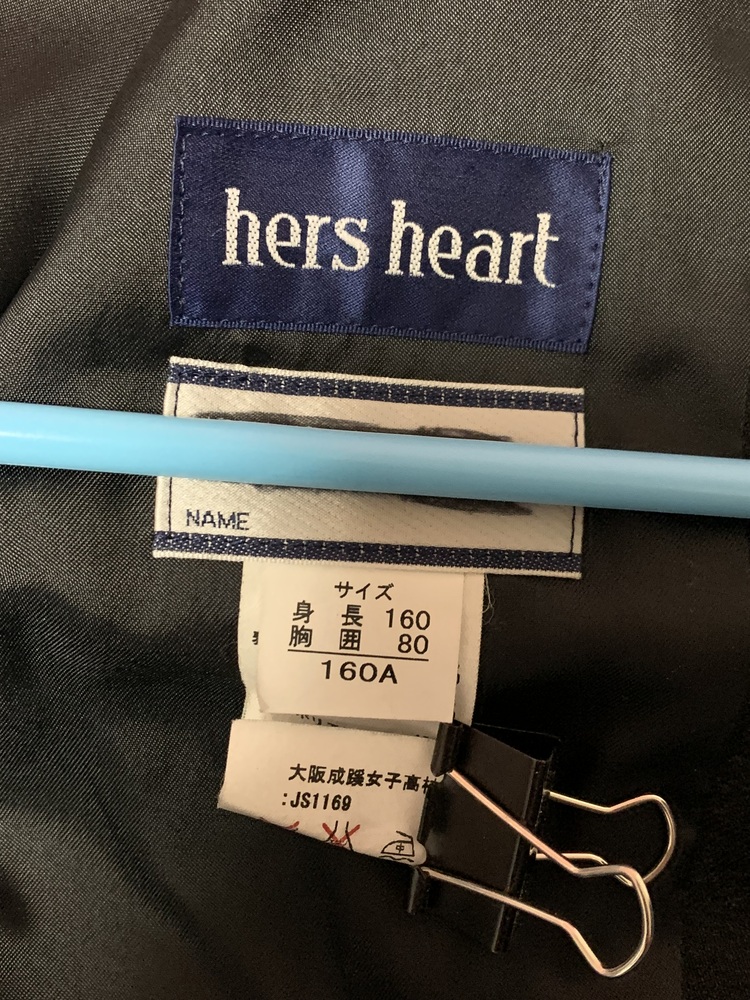 hers heart
NAME
サイズ
身 長 160
胸 囲 80
160A
大阪成蹊女子高
:JS1169